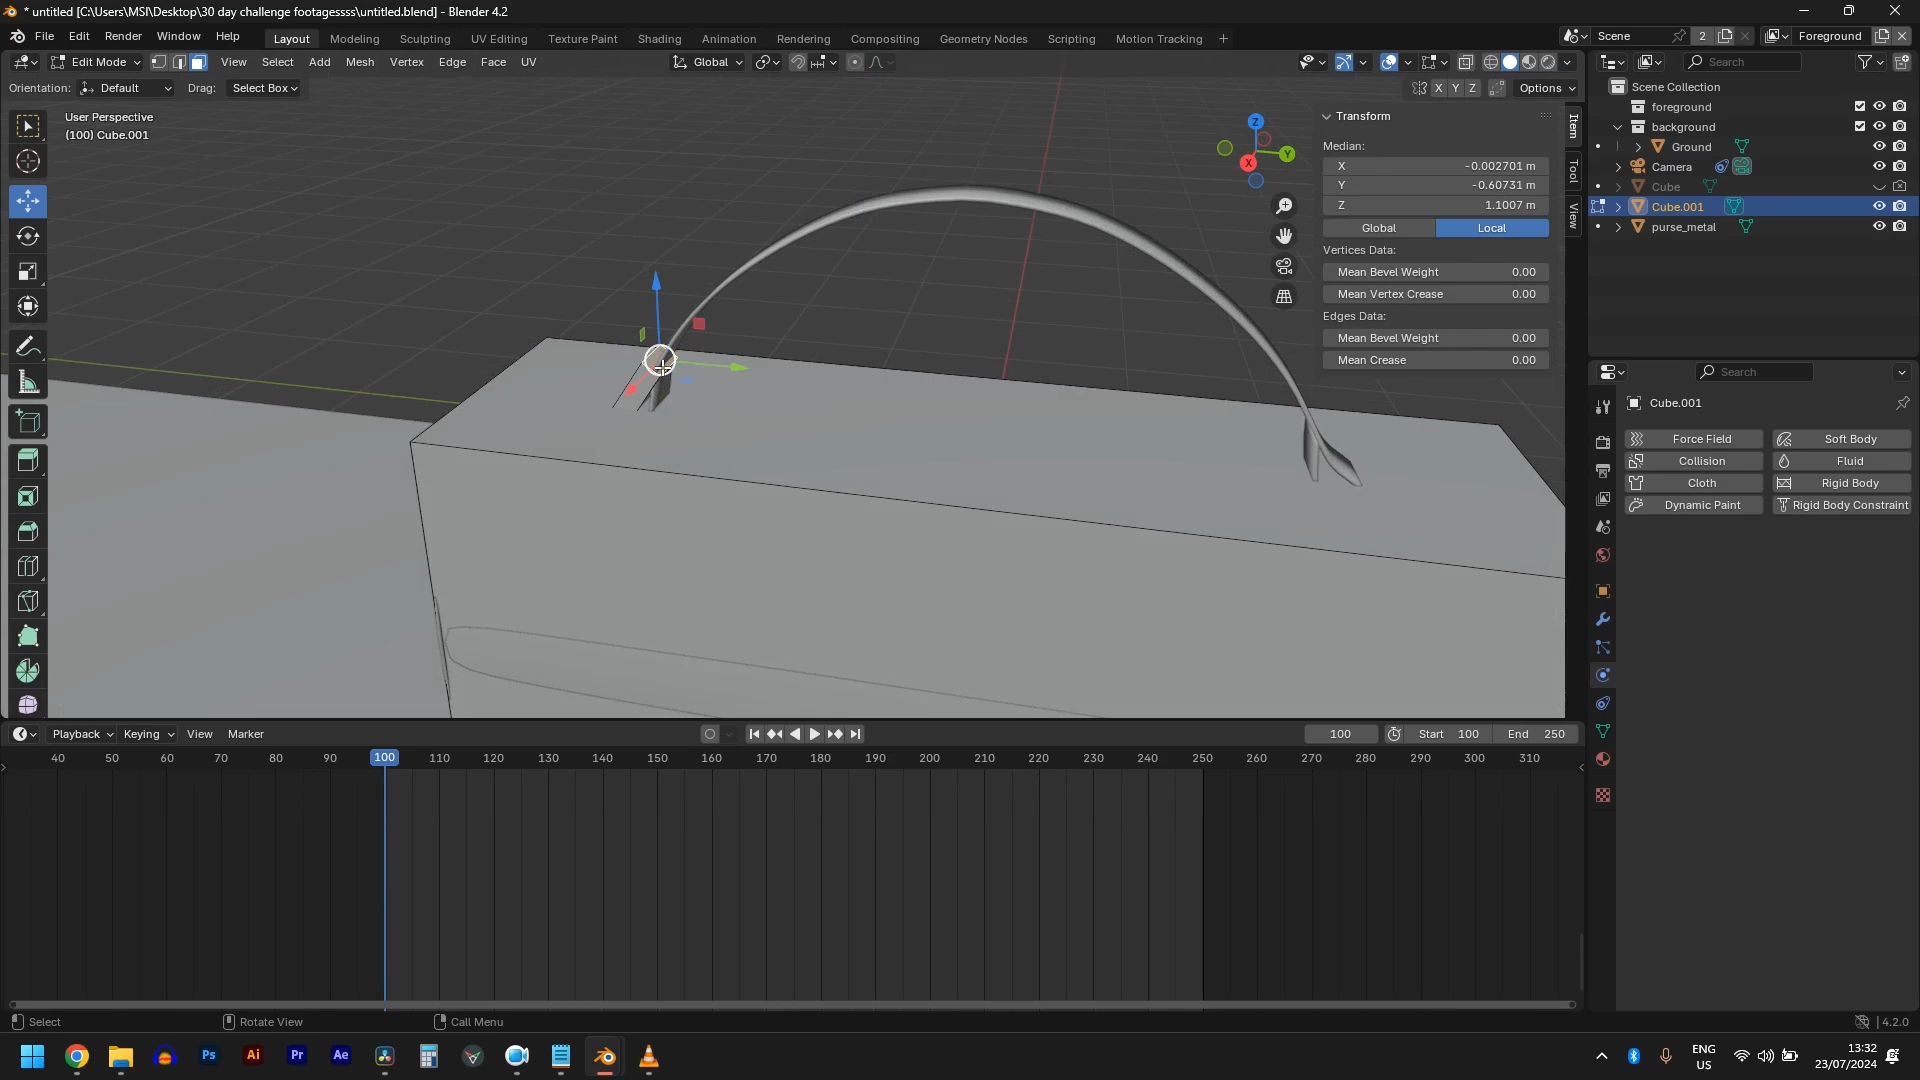 * untitled [C:\Users\MSI\Desktop\30 day challenge footagessss\untitled.blend] - Blender 4.2
File Edit Render Window Help Layout Modeling Sculpting UV Editing Texture Paint Shading Animation Rendering Compositing Geometry Nodes Scripting Motion Tracking + Scene 2 Foreground
Edit Mode View Select Add Mesh Vertex Edge Face UV Global Search
Orientation: Default Drag: Select Box X Y Z Options
User Perspective
(100) Cube.001
Z
Y
X
Transform
Median:
X -0.002701 m
Y -0.60731 m
Z 1.1007 m
Global Local
Vertices Data:
Mean Bevel Weight 0.00
Mean Vertex Crease 0.00
Edges Data:
Mean Bevel Weight 0.00
Mean Crease 0.00
Item
Tool
View
Scene Collection
foreground
background
Ground
Camera
Cube
Cube.001
purse_metal
Search
Cube.001
Force Field Soft Body
Collision Fluid
Cloth Rigid Body
Dynamic Paint Rigid Body Constraint
Playback Keying View Marker 100 Start 100 End 250
40 50 60 70 80 90 100 110 120 130 140 150 160 170 180 190 200 210 220 230 240 250 260 270 280 290 300 310
Select Rotate View Call Menu 4.2.0
Ps Ai Pr Ae
ENG
US
13:32
23/07/2024